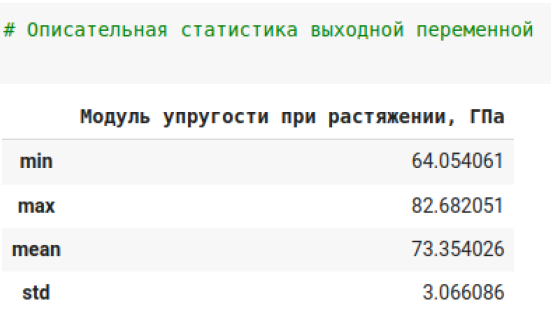 # Описательная статистика выходной переменной
Модуль упругости при растяжении, ГПа
min 64.054061
max 82.682051
mean 73.354026
std 3.066086